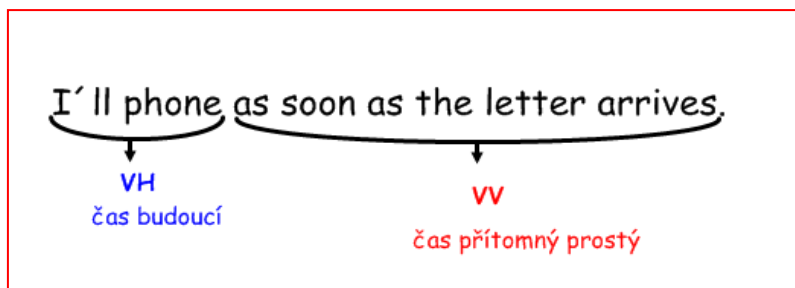 I´ll phone as soon as the letter arrives.
VH
čas budoucí
VV
čas přítomný prostý